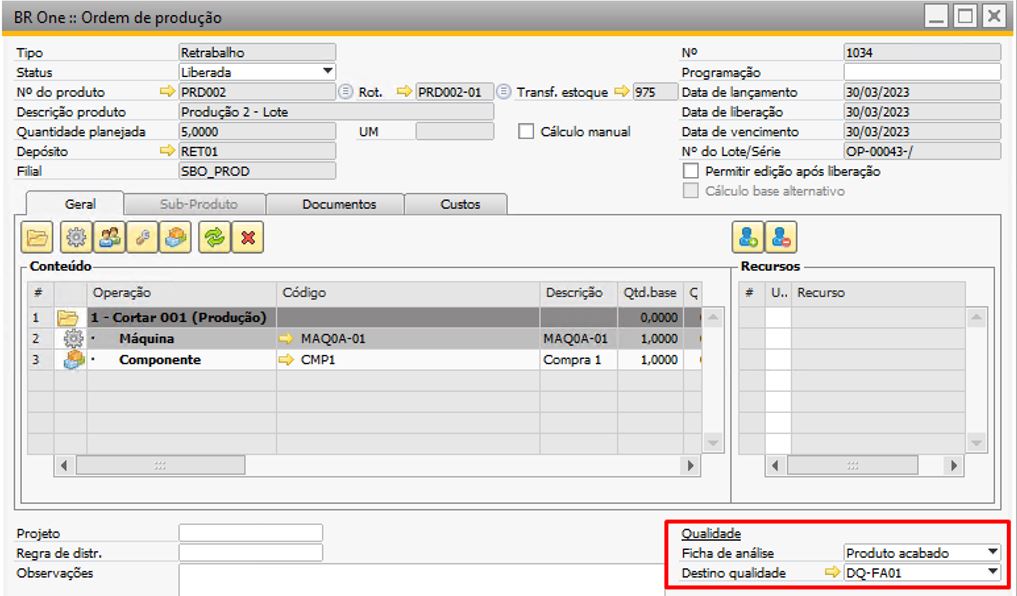 BR One :: Ordem de produção
Tipo Retrabalho Nº 1034
Status Liberada Programação
Nº do produto PRD002 Rot. PRD002-01 Transf. estoque 975 Data de lançamento 30/03/2023
Descrição produto Produção 2 - Lote Data de liberação 30/03/2023
Quantidade planejada 5,0000 UM Cálculo manual Data de vencimento 30/03/2023
Depósito RET01 Nº do Lote/Série OP-00043-/
Filial SBO_PROD Permitir edição após liberação
Cálculo base alternativo
Geral Sub-Produto Documentos Custos
Conteúdo Recursos
# Operação Código Descrição Qtd.base Q # U.. Recurso
1 1 - Cortar 001 (Produção) 0,0000
2 · Máquina MAQ0A-01 MAQ0A-01 1,0000
3 · Componente CMP1 Compra 1 1,0000
Projeto Qualidade
Regra de distr. Ficha de análise Produto acabado
Observações Destino qualidade DQ-FA01